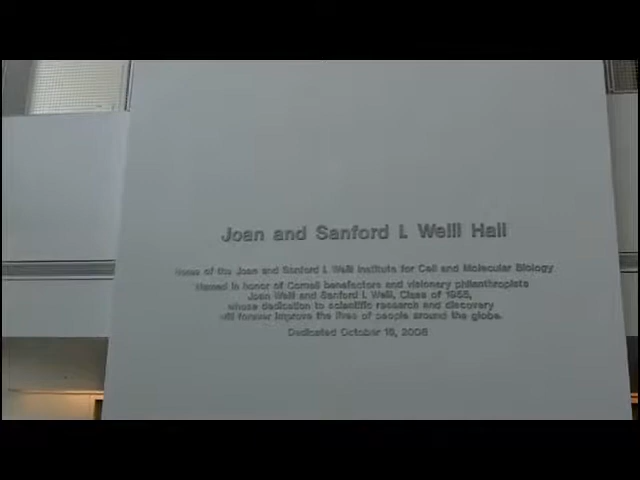 Joan and Sanford I. Weill Hall
Home of the Joan and Sanford I. Weill Institute for Cell and Molecular Biology
Named in honor of Cornell benefactors and visionary philanthropists
Joan Weill and Sanford I. Weill, Class of 1955,
whose dedication to scientific research and discovery
will forever improve the lives of people around the globe.
Dedicated October 16, 2008